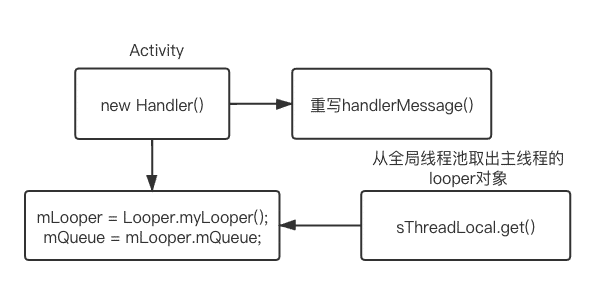 Activity
new Handler()
重写handlerMessage()
从全局线程池取出主线程的
looper对象
mLooper = Looper.myLooper();
mQueue = mLooper.mQueue;
sThreadLocal.get()